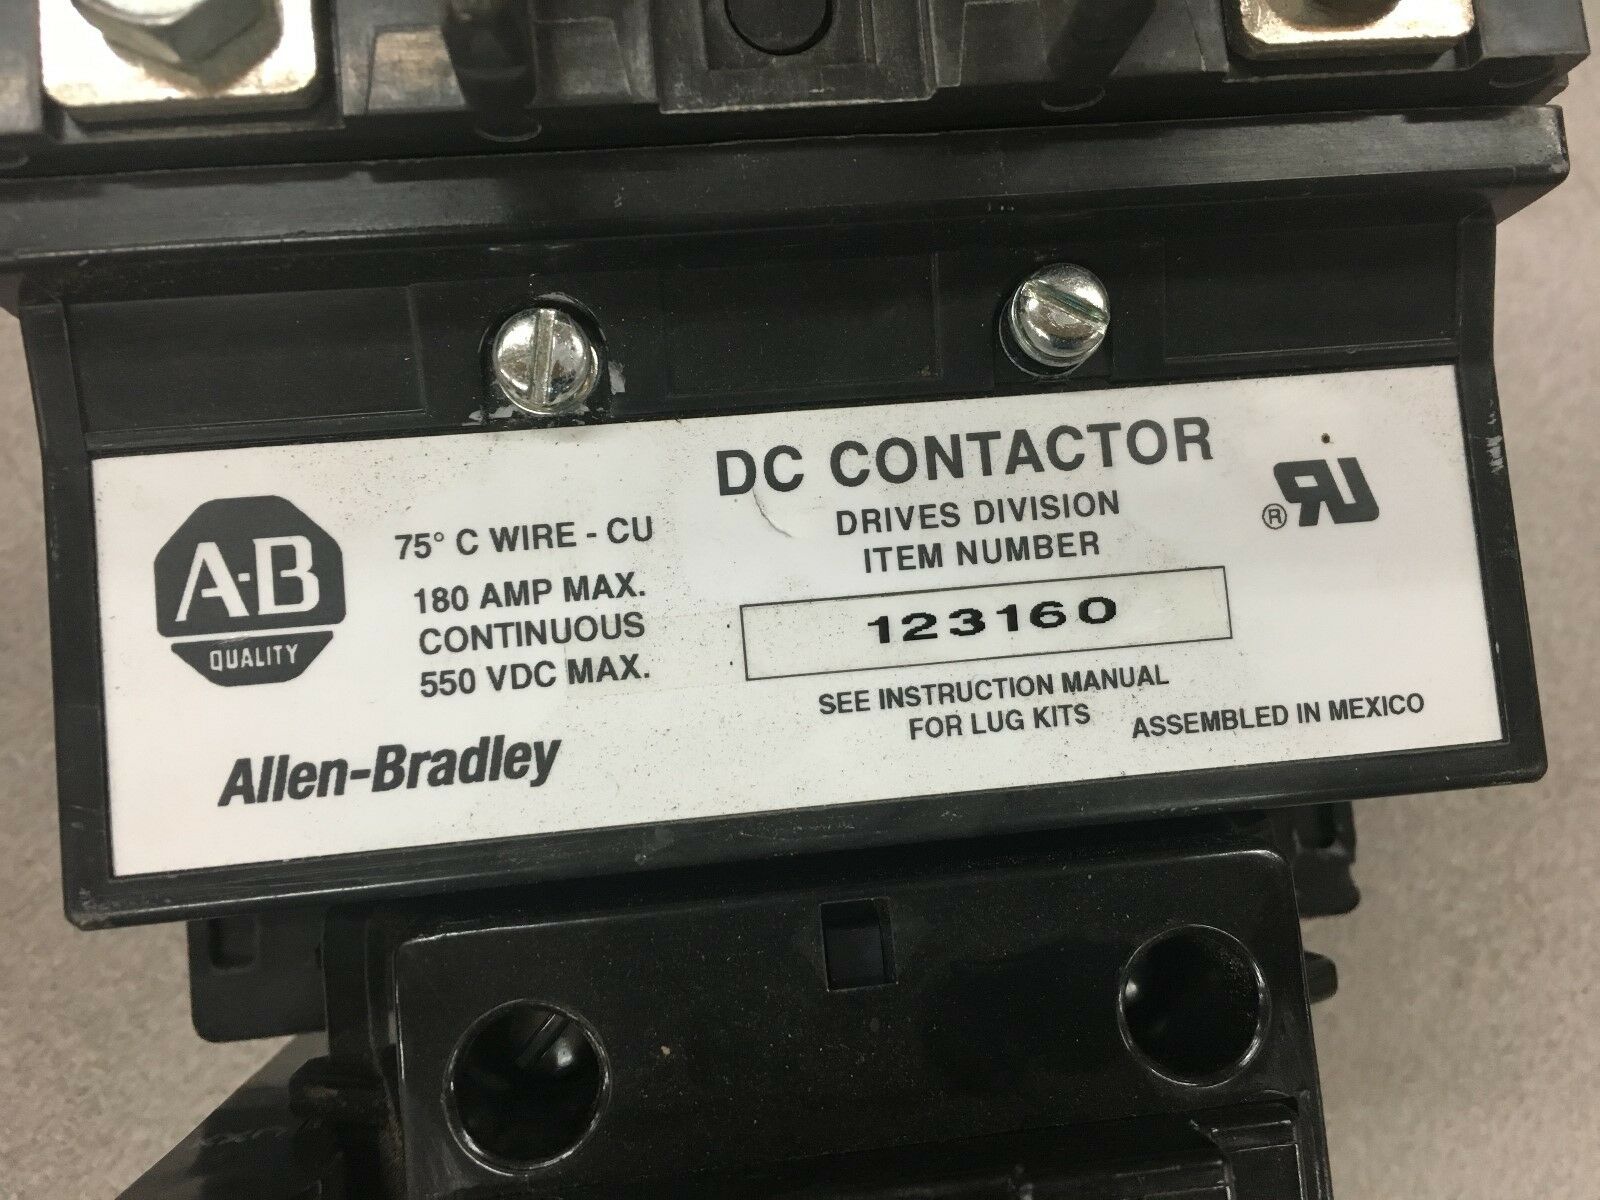 DC CONTACTOR
DRIVES DIVISION
ITEM NUMBER
123160
SEE INSTRUCTION MANUAL
FOR LUG KITS
ASSEMBLED IN MEXICO
A-B
QUALITY
75° C WIRE - CU
180 AMP MAX.
CONTINUOUS
550 VDC MAX.
Allen-Bradley
®